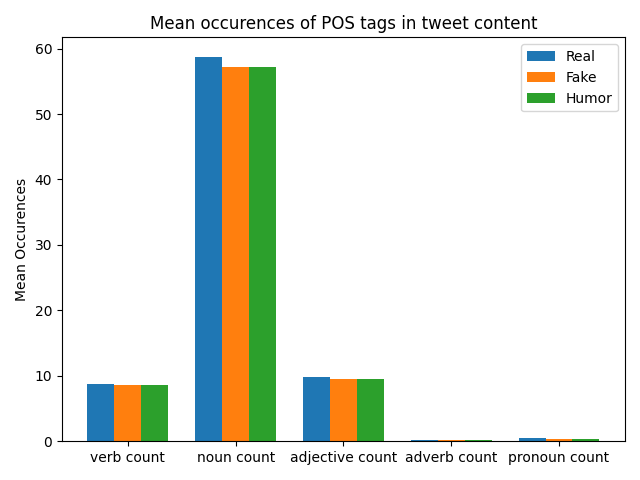 Mean occurences of POS tags in tweet content
Real
Fake
Humor
Mean Occurences
60
50
40
30
20
10
0
verb count
noun count
adjective count
adverb count
pronoun count